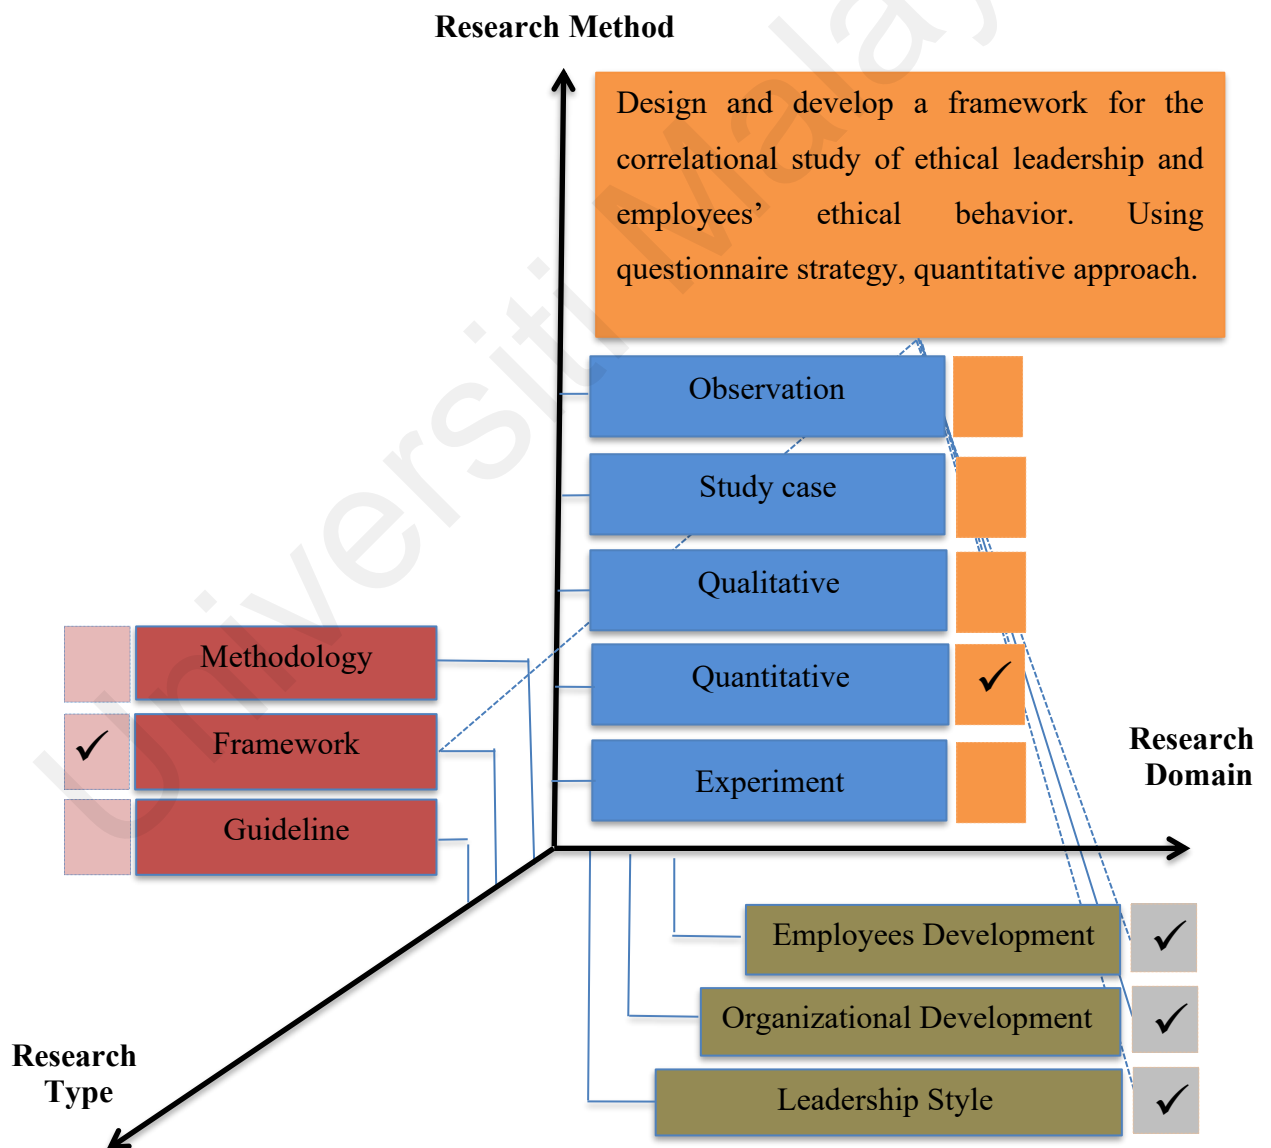 Research Method
Design and develop a framework for the
correlational study of ethical leadership and
employees’ ethical behavior. Using
questionnaire strategy, quantitative approach.
Observation
Study case
Qualitative
Quantitative
Experiment
Methodology
Framework
Guideline
Research
Domain
Employees Development
Organizational Development
Leadership Style
Research
Type
Universiti Malay